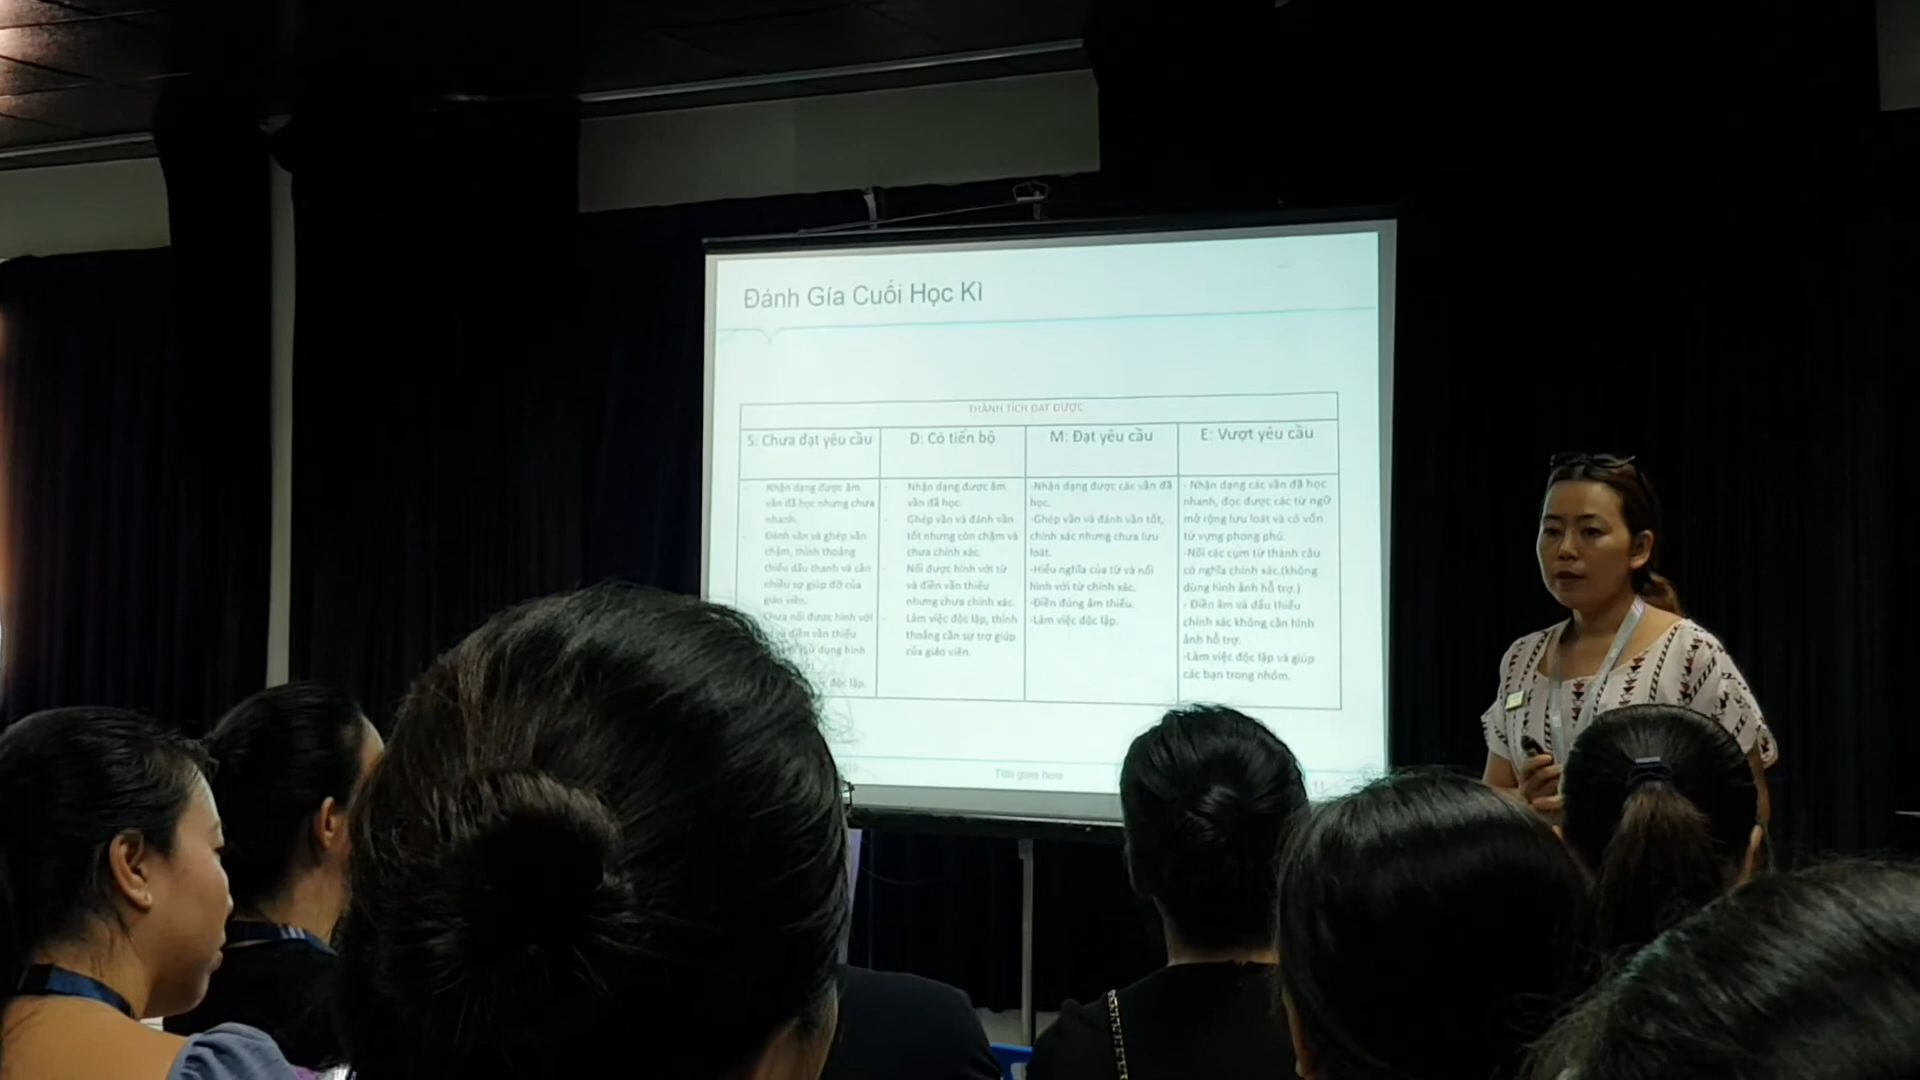 Đánh Gía Cuối Học Kì
THÀNH TÍCH ĐẠT ĐƯỢC
S: Chưa đạt yêu cầu
D: Có tiến bộ
M: Đạt yêu cầu
E: Vượt yêu cầu
- Nhận dạng được âm
vần đã học nhưng chưa
nhanh.
- Đánh vần và ghép vần
chậm, thỉnh thoảng
thiếu dấu thanh và cần
nhiều sự giúp đỡ của
giáo viên.
Chưa nối được hình với
điền vần thiếu
dụng hình
độc lập.
- Nhận dạng được âm
vần đã học.
- Ghép vần và đánh vần
tốt nhưng còn chậm và
chưa chính xác.
- Nối được hình với từ
và điền vần thiếu
nhưng chưa chính xác.
- Làm việc độc lập, thỉnh
thoảng cần sự trợ giúp
của giáo viên.
-Nhận dạng được các vần đã
học.
-Ghép vần và đánh vần tốt,
chính xác nhưng chưa lưu
loát.
-Hiểu nghĩa của từ và nối
hình với từ chính xác.
-Điền đúng âm thiếu.
-Làm việc độc lập.
- Nhận dạng các vần đã học
nhanh, đọc được các từ ngữ
mở rộng lưu loát và có vốn
từ vựng phong phú.
-Nối các cụm từ thành câu
có nghĩa chính xác.(không
dùng hình ảnh hỗ trợ.)
- Điền âm và dấu thiếu
chính xác không cần hình
ảnh hỗ trợ.
-Làm việc độc lập và giúp
các bạn trong nhóm.
Title goes here
11